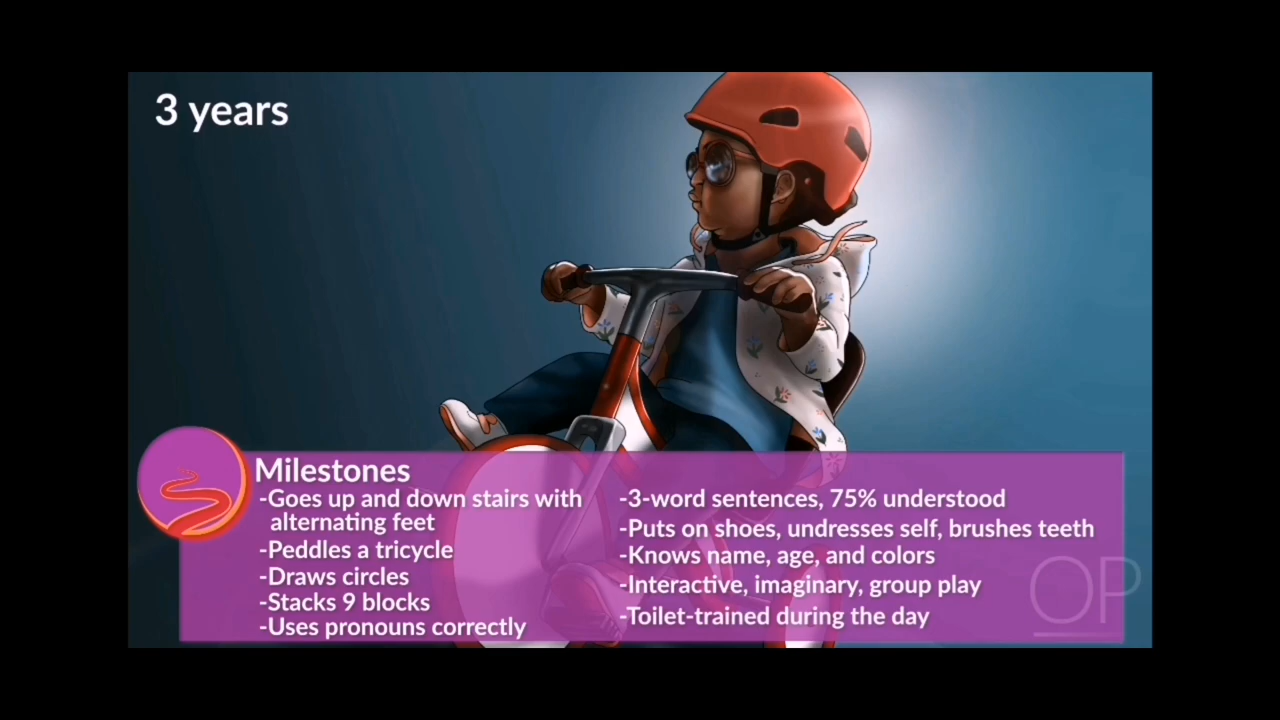 3 years
Milestones
-Goes up and down stairs with
alternating feet
-Peddles a tricycle
-Draws circles
-Stacks 9 blocks
-Uses pronouns correctly
-3-word sentences, 75% understood
-Puts on shoes, undresses self, brushes teeth
-Knows name, age, and colors
-Interactive, imaginary, group play
-Toilet-trained during the day
OP